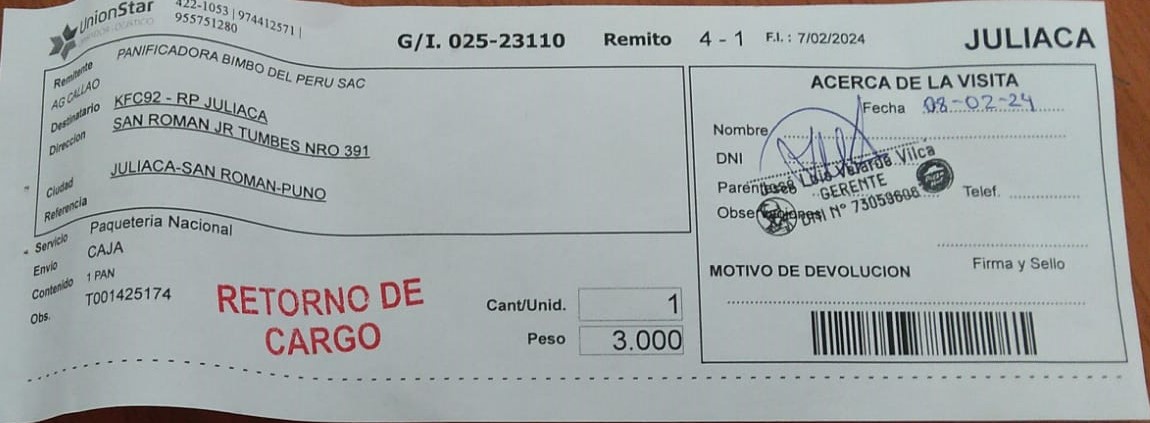 UnionStar
422-1053 | 974412571 |
955751280
G/I. 025-23110 Remito 4 - 1 F.I. : 7/02/2024 JULIACA
Remitente PANIFICADORA BIMBO DEL PERU SAC
AG CALLAO
Destinatario KFC92 - RP JULIACA
Direccion SAN ROMAN JR TUMBES NRO 391
Ciudad JULIACA-SAN ROMAN-PUNO
Referencia
Servicio Paqueteria Nacional
Envio CAJA
Contenido 1 PAN
Obs. T001425174
RETORNO DE
CARGO
Cant/Unid. 1
Peso 3.000
ACERCA DE LA VISITA
Fecha 08-02-24
Nombre
DNI
Luis Velarde Vilca
GERENTE
DNI N° 73059606
Telef.
Firma y Sello
MOTIVO DE DEVOLUCION